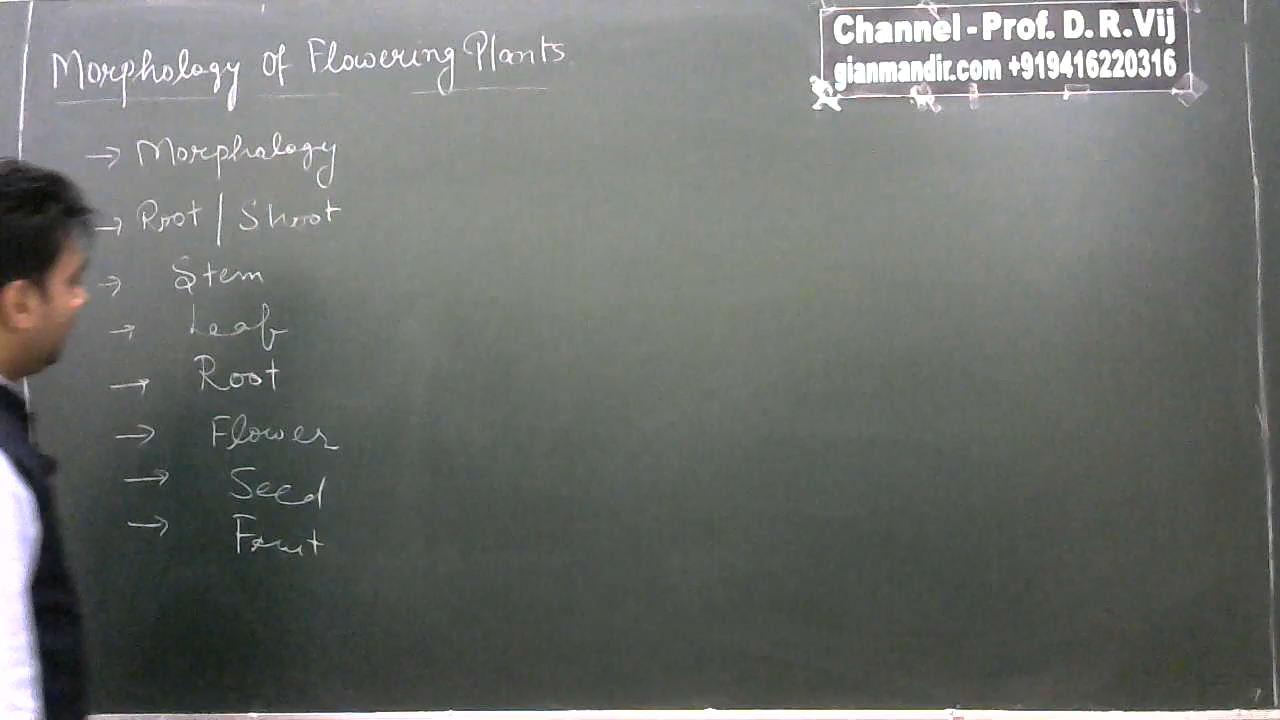 Morphology of Flowering Plants
→ Morphology
→ Root | Shoot
→ Stem
→ Leaf
→ Root
→ Flower
→ Seed
→ Fruit
Channel - Prof. D. R. Vij
gianmandir.com +919416220316